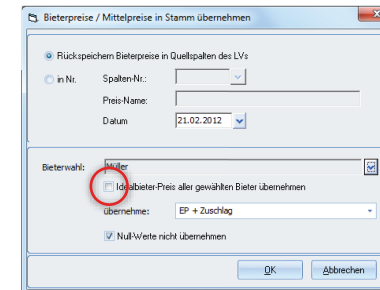 Bieterpreise / Mittelpreise in Stamm übernehmen
Rückspeichern Bieterpreise in Quellspalten des LVs
in Nr. Spalten-Nr.:
Preis-Name:
Datum 21.02.2012
Bieterwahl: Müller
Idealbieter-Preis aller gewählten Bieter übernehmen
übernehme: EP + Zuschlag
Null-Werte nicht übernehmen
OK Abbrechen